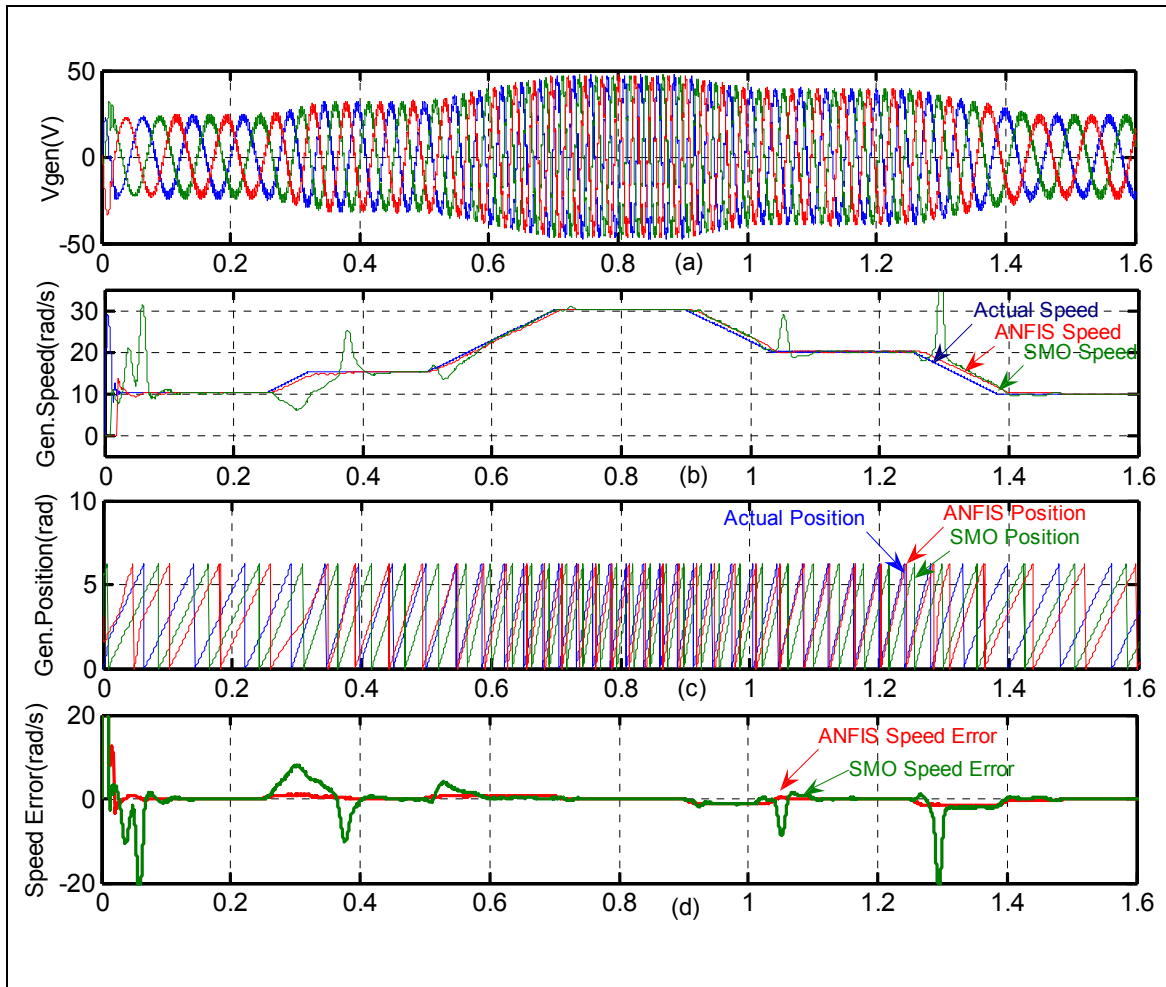 50
0
-50
Vgen(V)
0 0.2 0.4 0.6 (a) 1 1.2 1.4 1.6
30
20
10
0
Gen.Speed(rad/s)
Actual Speed
ANFIS Speed
SMO Speed
0 0.2 0.4 0.6 0.8 1 1.2 1.4 1.6
(b)
10
5
0
Gen.Position(rad)
Actual Position
ANFIS Position
SMO Position
0 0.2 0.4 0.6 0.8 1 1.2 1.4 1.6
(c)
20
0
-20
Speed Error(rad/s)
ANFIS Speed Error
SMO Speed Error
0 0.2 0.4 0.6 0.8 1 1.2 1.4 1.6
(d)